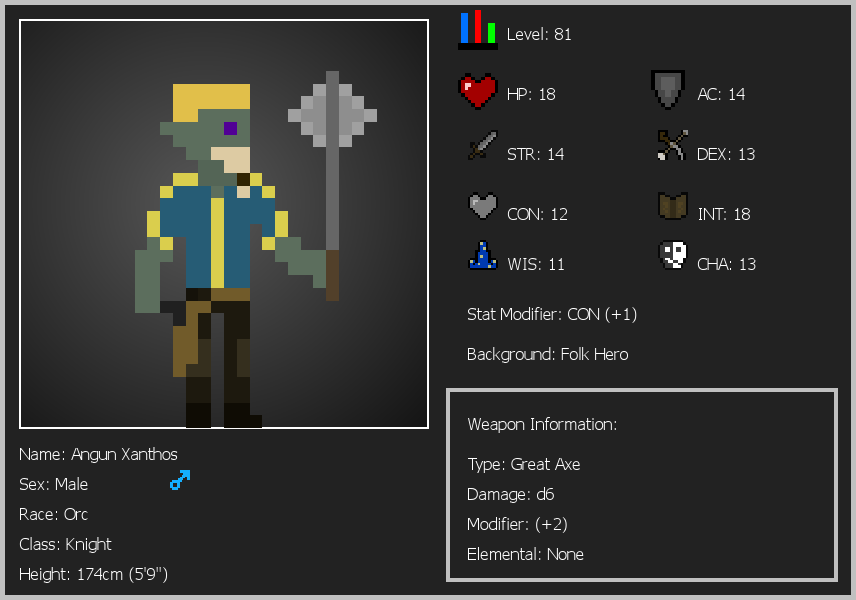 Level: 81
HP: 18
AC: 14
STR: 14
DEX: 13
CON: 12
INT: 18
WIS: 11
CHA: 13
Stat Modifier: CON (+1)
Background: Folk Hero
Weapon Information:
Type: Great Axe
Damage: d6
Modifier: (+2)
Elemental: None
Name: Angun Xanthos
Sex: Male
Race: Orc
Class: Knight
Height: 174cm (5'9")